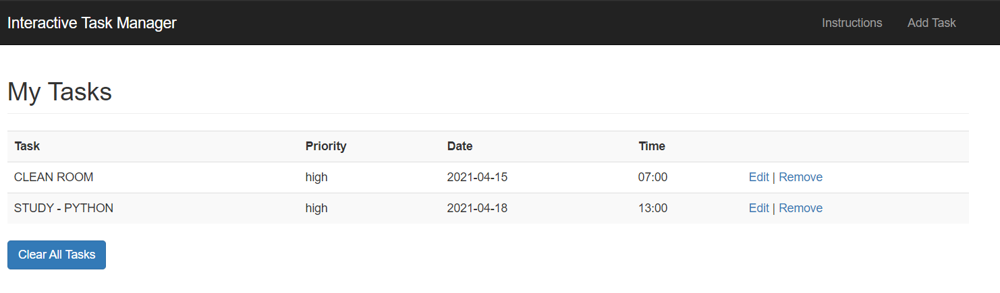 Interactive Task Manager Instructions Add Task
My Tasks
Task Priority Date Time
CLEAN ROOM high 2021-04-15 07:00 Edit | Remove
STUDY - PYTHON high 2021-04-18 13:00 Edit | Remove
Clear All Tasks